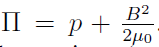 Π = p + B²/2μ₀.